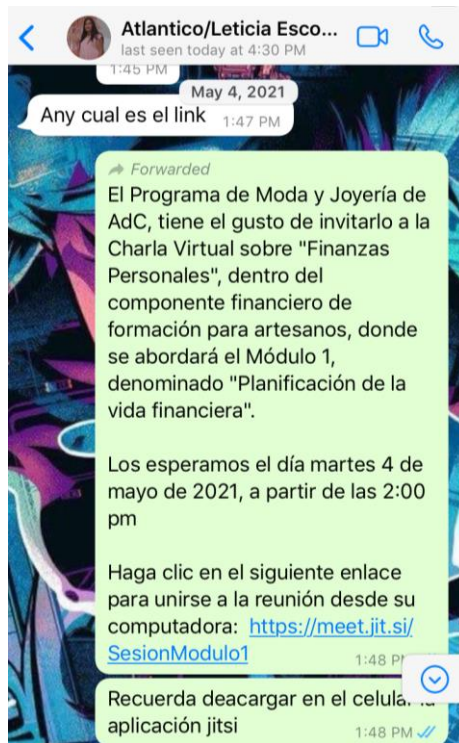 Atlantico/Leticia Esco...
last seen today at 4:30 PM
1:45 PM
May 4, 2021
Any cual es el link 1:47 PM
Forwarded
El Programa de Moda y Joyería de
AdC, tiene el gusto de invitarlo a la
Charla Virtual sobre "Finanzas
Personales", dentro del
componente financiero de
formación para artesanos, donde
se abordará el Módulo 1,
denominado "Planificación de la
vida financiera".
Los esperamos el día martes 4 de
mayo de 2021, a partir de las 2:00
pm
Haga clic en el siguiente enlace
para unirse a la reunión desde su
computadora: https://meet.jit.si/
SesionModulo1
1:48 P
Recuerda deacargar en el celular la
aplicación jitsi
1:48 PM